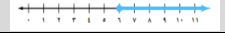 ٠ ١ ٢ ٣ ٤ ٥ ٦ ٧ ٨ ٩ ١٠ ١١